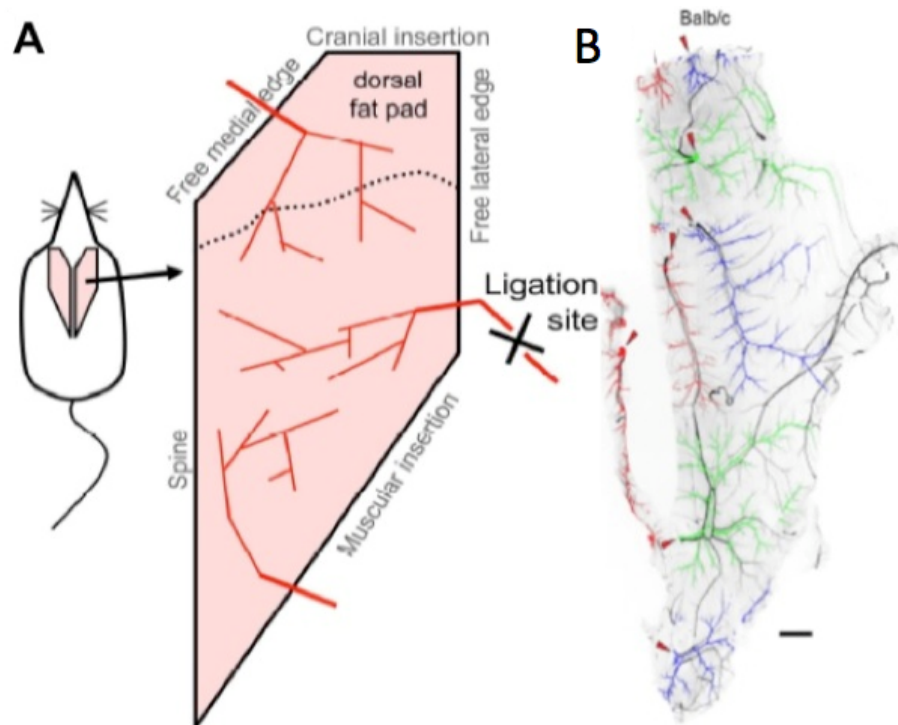 A
Cranial insertion
dorsal
fat pad
Free medial edge
Free lateral edge
Ligation
site
Spine
Muscular insertion
B
Balb/c